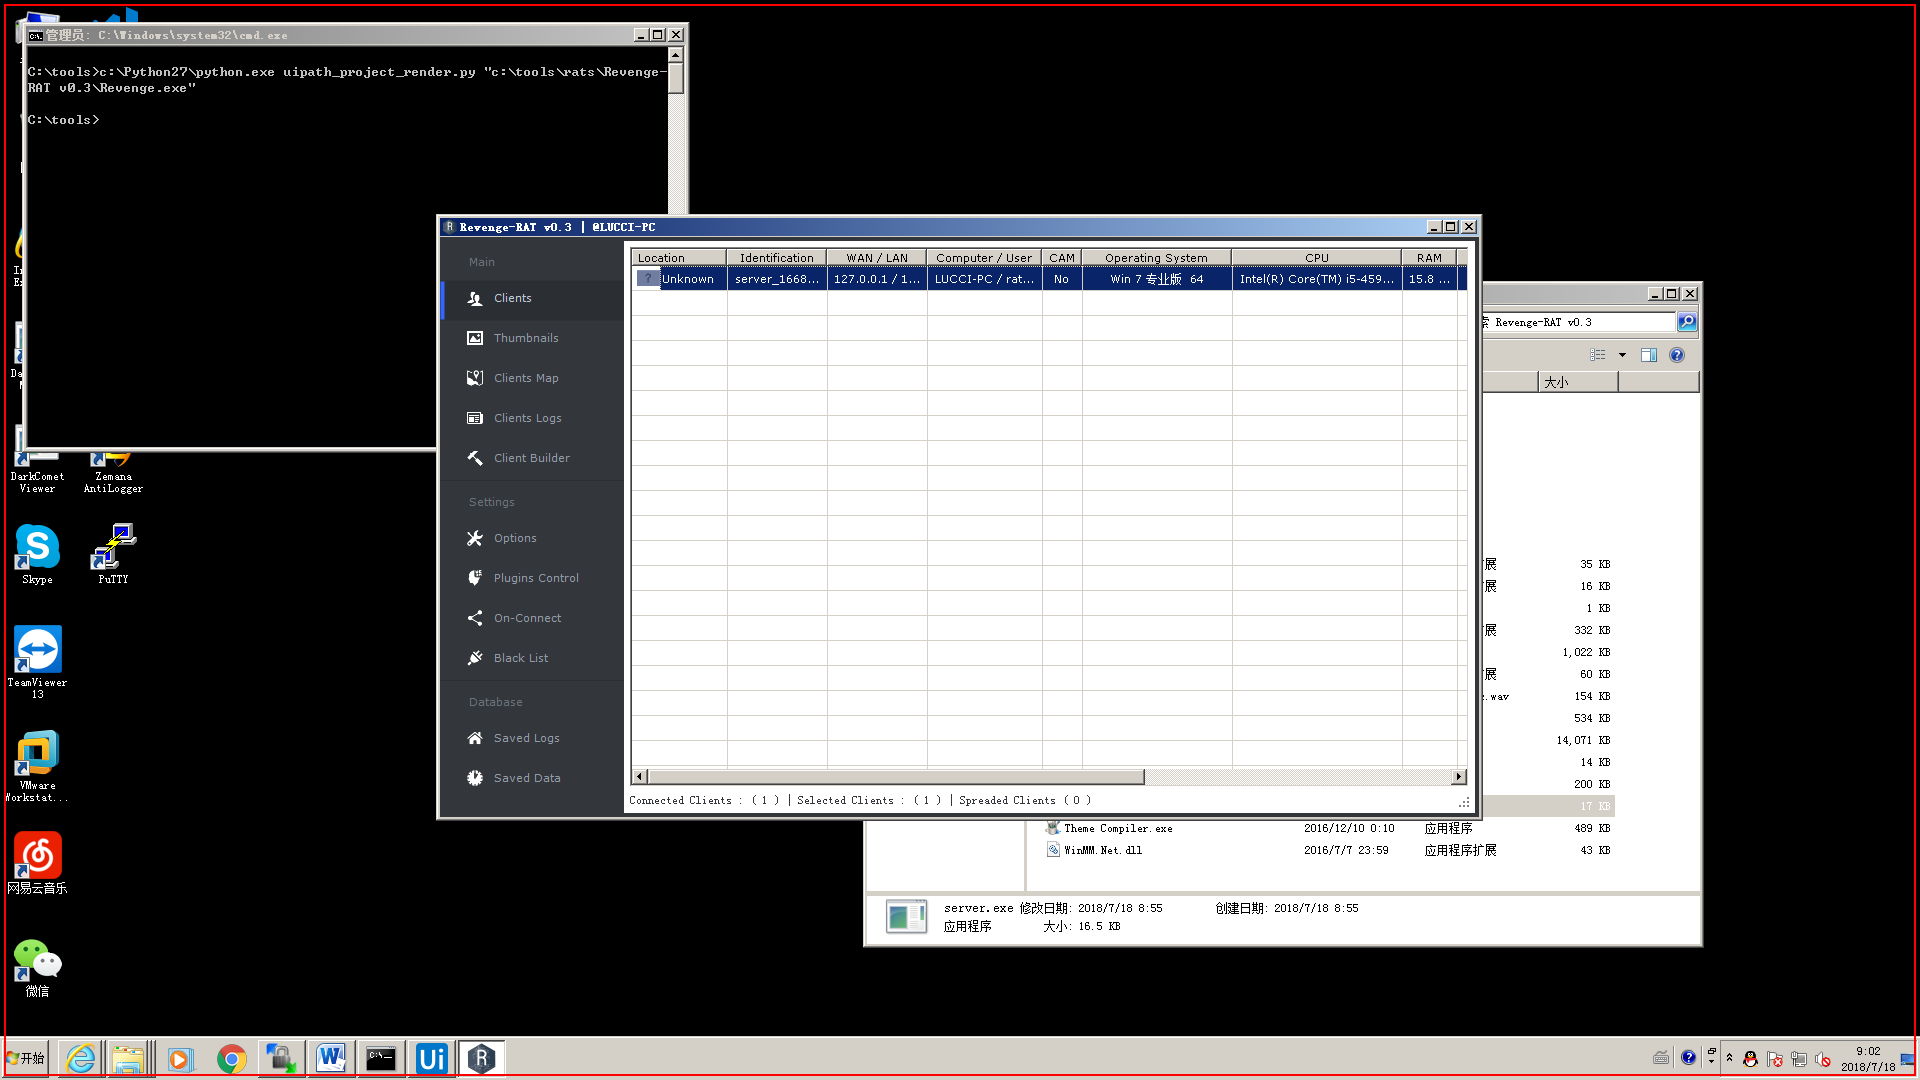 管理员: C:\Windows\system32\cmd.exe
C:\tools>c:\Python27\python.exe uipath_project_render.py "c:\tools\rats\Revenge-
RAT v0.3\Revenge.exe"
C:\tools>
Revenge-RAT v0.3 | @LUCCI-PC
Main
Clients
Thumbnails
Clients Map
Clients Logs
Client Builder
Settings
Options
Plugins Control
On-Connect
Black List
Database
Saved Logs
Saved Data
Location Identification WAN / LAN Computer / User CAM Operating System CPU RAM
? Unknown server_1668... 127.0.0.1 / 1... LUCCI-PC / rat... No Win 7 专业版 64 Intel(R) Core(TM) i5-459... 15.8 ...
Connected Clients : ( 1 ) | Selected Clients : ( 1 ) | Spreaded Clients ( 0 )
Revenge-RAT v0.3
大小
展 35 KB
展 16 KB
1 KB
展 332 KB
1,022 KB
展 60 KB
.wav 154 KB
534 KB
14,071 KB
14 KB
200 KB
17 KB
Theme Compiler.exe 2016/12/10 0:10 应用程序 489 KB
WinMM.Net.dll 2016/7/7 23:59 应用程序扩展 43 KB
server.exe 修改日期: 2018/7/18 8:55 创建日期: 2018/7/18 8:55
应用程序 大小: 16.5 KB
DarkComet
Viewer
Zemana
AntiLogger
Skype
PuTTY
TeamViewer
13
VMware
Workstat...
网易云音乐
微信
开始
C:\
W
Ui
R
9:02
2018/7/18